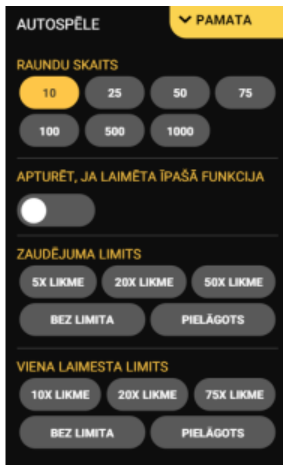 AUTOSPĒLE
PAMATA
RAUNDU SKAITS
10 25 50 75
100 500 1000
APTURĒT, JA LAIMĒTA ĪPAŠĀ FUNKCIJA
ZAUDĒJUMA LIMITS
5X LIKME 20X LIKME 50X LIKME
BEZ LIMITA PIELĀGOTS
VIENA LAIMESTA LIMITS
10X LIKME 20X LIKME 75X LIKME
BEZ LIMITA PIELĀGOTS